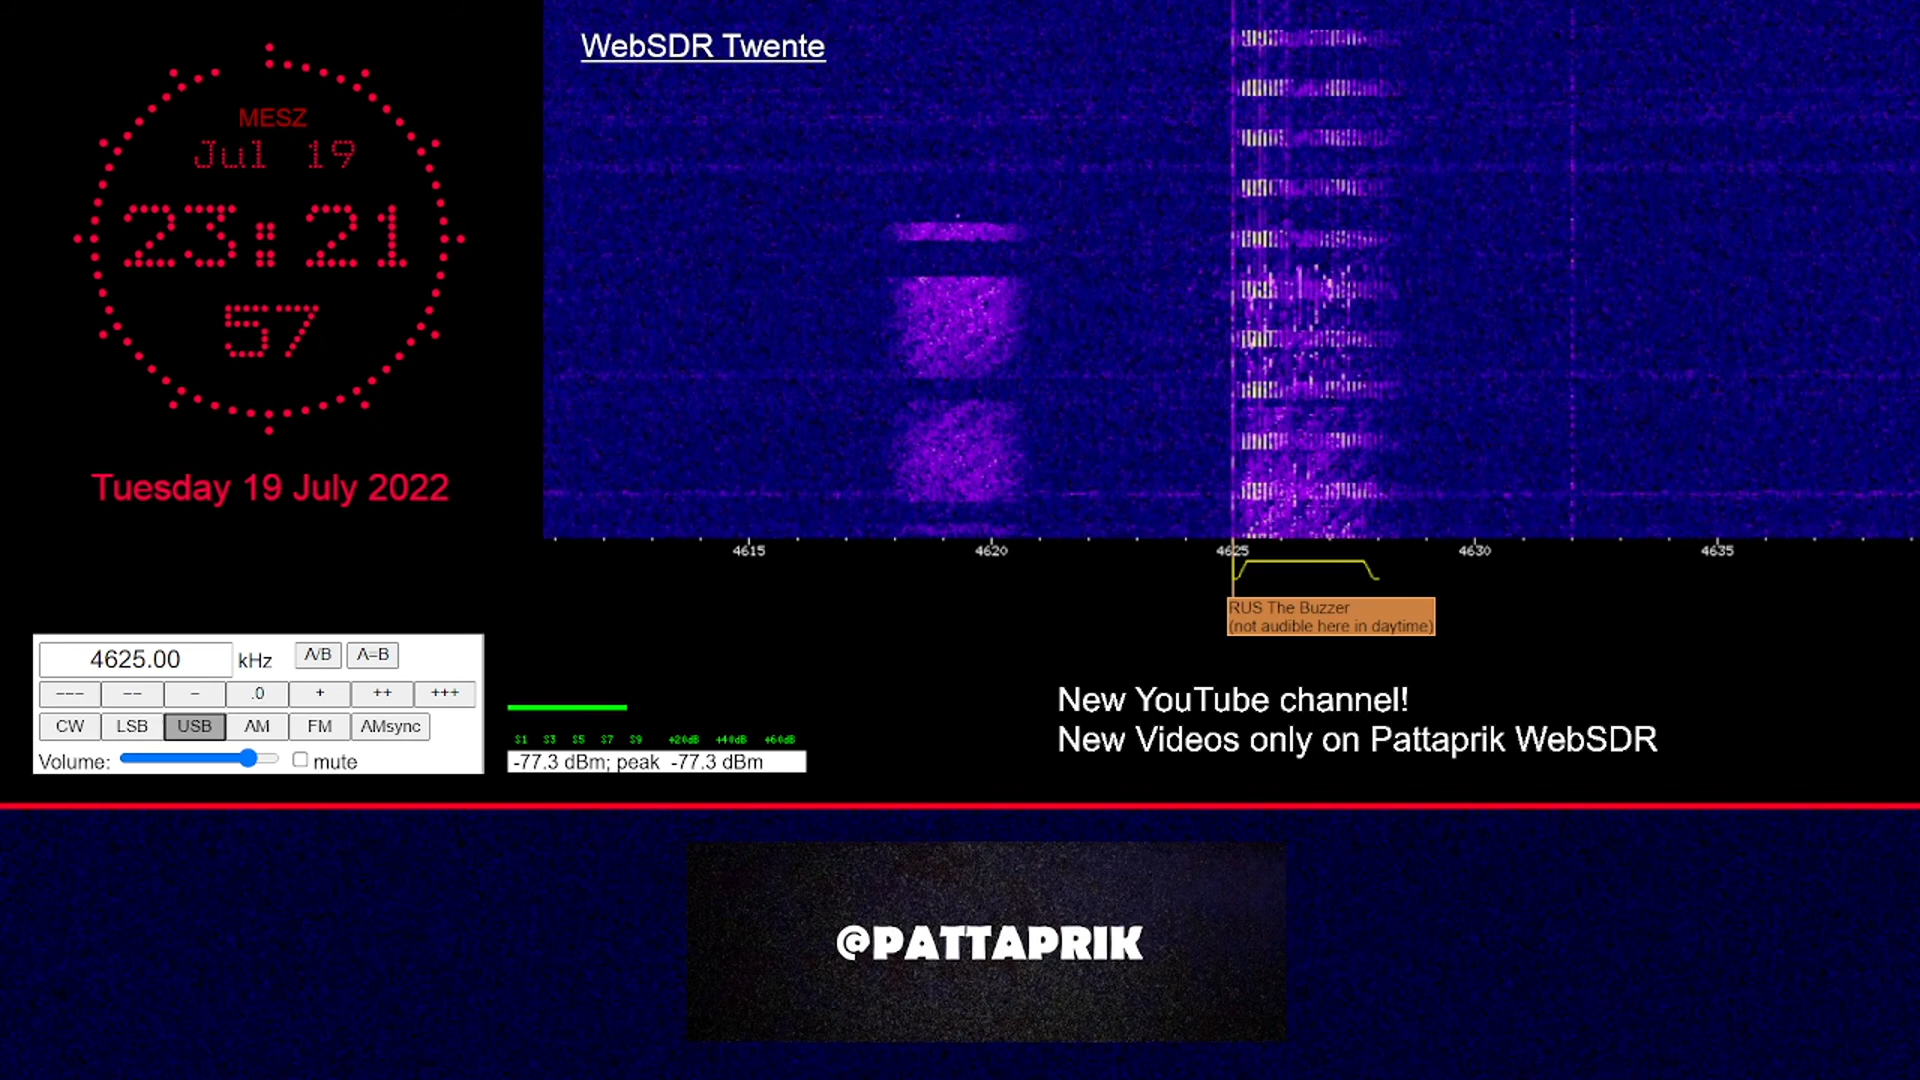 WebSDR Twente
MESZ
Jul 19
23:21
57
Tuesday 19 July 2022
4615 4620 4625 4630 4635
RUS The Buzzer
(not audible here in daytime)
4625.00 kHz A/B A=B
--- -- - .0 + ++ +++
CW LSB USB AM FM AMsync
Volume: mute
S1 S3 S5 S7 S9 +20dB +40dB +60dB
-77.3 dBm; peak -77.3 dBm
New YouTube channel!
New Videos only on Pattaprik WebSDR
@PATTAPRIK